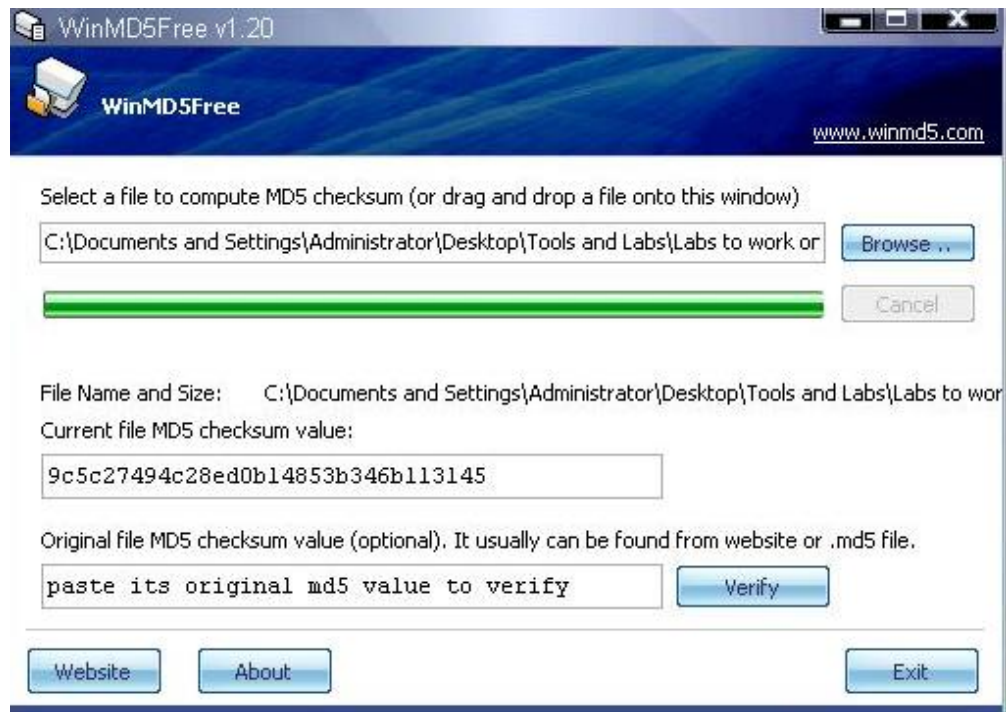 WinMD5Free v1.20
WinMD5Free
www.winmd5.com
Select a file to compute MD5 checksum (or drag and drop a file onto this window)
C:\Documents and Settings\Administrator\Desktop\Tools and Labs\Labs to work or Browse ..
Cancel
File Name and Size: C:\Documents and Settings\Administrator\Desktop\Tools and Labs\Labs to wor
Current file MD5 checksum value:
9c5c27494c28ed0b14853b346b113145
Original file MD5 checksum value (optional). It usually can be found from website or .md5 file.
paste its original md5 value to verify Verify
Website About Exit